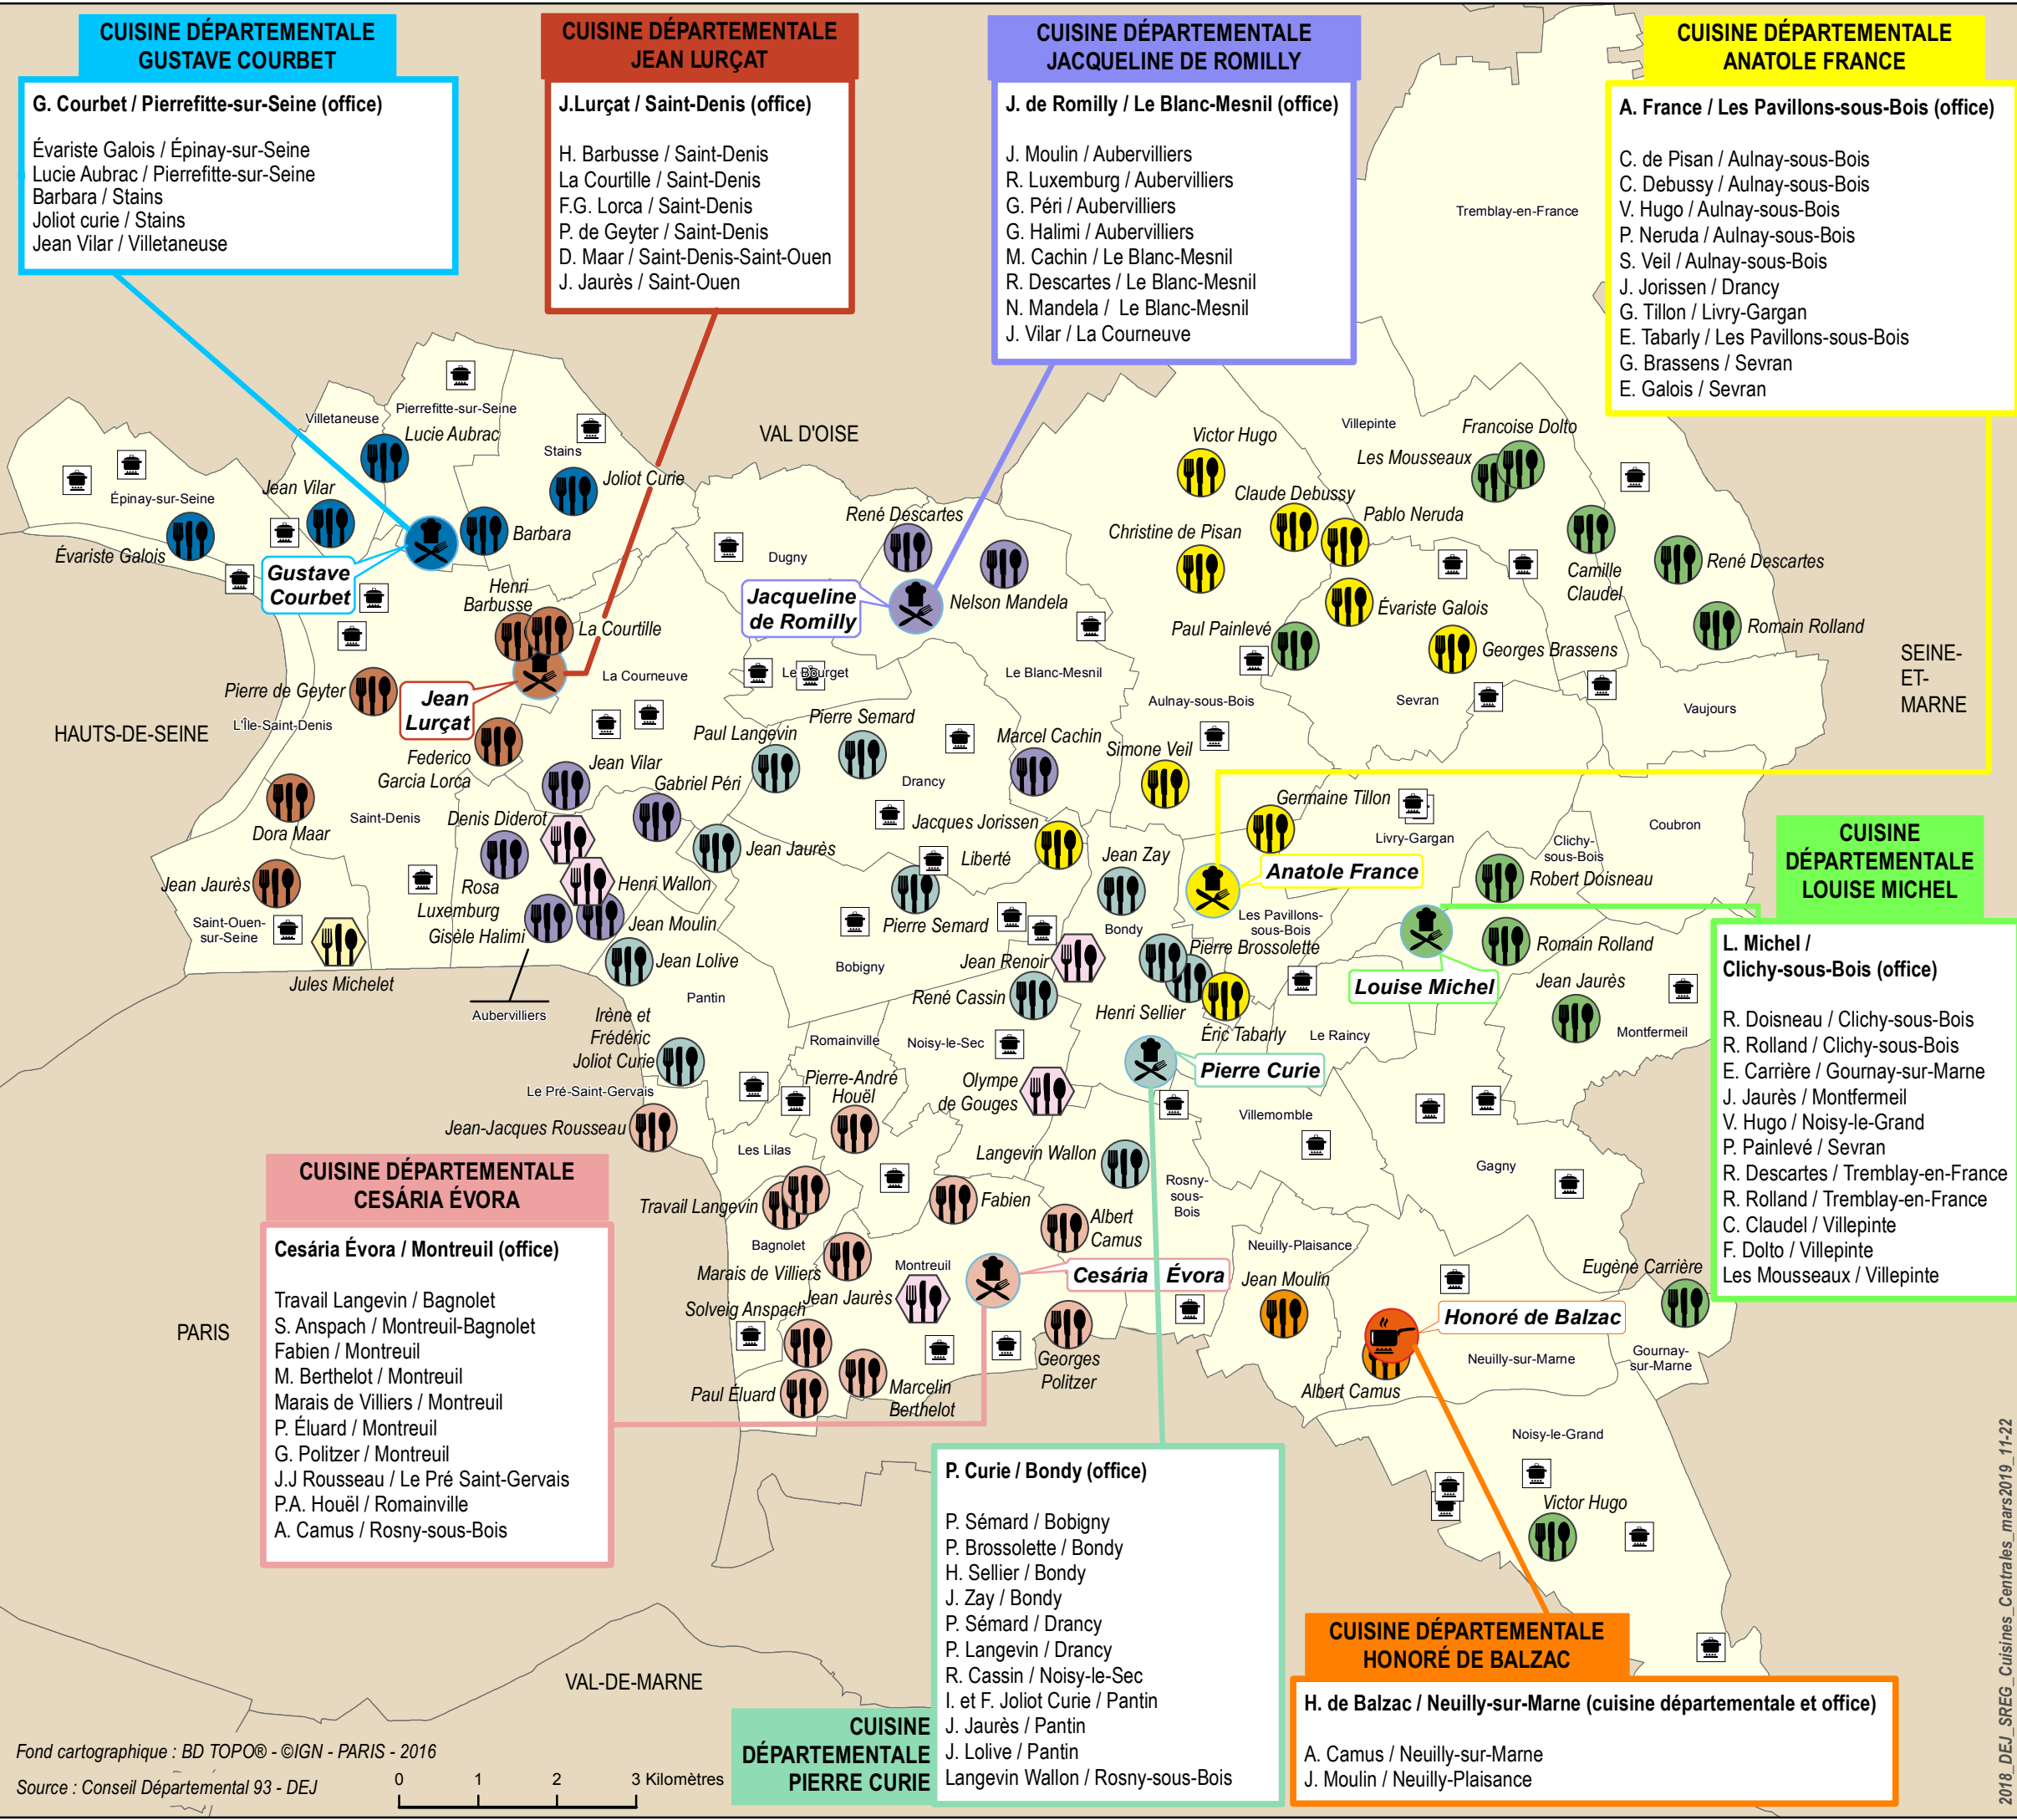 CUISINE DÉPARTEMENTALE
GUSTAVE COURBET
G. Courbet / Pierrefitte-sur-Seine (office)
Évariste Galois / Épinay-sur-Seine
Lucie Aubrac / Pierrefitte-sur-Seine
Barbara / Stains
Joliot curie / Stains
Jean Vilar / Villetaneuse
CUISINE DÉPARTEMENTALE
JEAN LURÇAT
J.Lurçat / Saint-Denis (office)
H. Barbusse / Saint-Denis
La Courtille / Saint-Denis
F.G. Lorca / Saint-Denis
P. de Geyter / Saint-Denis
D. Maar / Saint-Denis-Saint-Ouen
J. Jaurès / Saint-Ouen
CUISINE DÉPARTEMENTALE
JACQUELINE DE ROMILLY
J. de Romilly / Le Blanc-Mesnil (office)
J. Moulin / Aubervilliers
R. Luxemburg / Aubervilliers
G. Péri / Aubervilliers
G. Halimi / Aubervilliers
M. Cachin / Le Blanc-Mesnil
R. Descartes / Le Blanc-Mesnil
N. Mandela / Le Blanc-Mesnil
J. Vilar / La Courneuve
CUISINE DÉPARTEMENTALE
ANATOLE FRANCE
A. France / Les Pavillons-sous-Bois (office)
C. de Pisan / Aulnay-sous-Bois
C. Debussy / Aulnay-sous-Bois
V. Hugo / Aulnay-sous-Bois
P. Neruda / Aulnay-sous-Bois
S. Veil / Aulnay-sous-Bois
J. Jorissen / Drancy
G. Tillon / Livry-Gargan
E. Tabarly / Les Pavillons-sous-Bois
G. Brassens / Sevran
E. Galois / Sevran
Tremblay-en-France
Villetaneuse
Pierrefitte-sur-Seine
Lucie Aubrac
Stains
Joliot Curie
VAL D'OISE
Victor Hugo
Villepinte
Francoise Dolto
Les Mousseaux
Épinay-sur-Seine
Jean Vilar
Évariste Galois
Barbara
Gustave
Courbet
Henri
Barbusse
La Courtille
Dugny
René Descartes
Nelson Mandela
Jacqueline
de Romilly
Claude Debussy
Pablo Neruda
Christine de Pisan
Camille
Claudel
René Descartes
Évariste Galois
Paul Painlevé
Georges Brassens
Romain Rolland
SEINE-
ET-
MARNE
HAUTS-DE-SEINE
Pierre de Geyter
L'Île-Saint-Denis
Jean
Lurçat
La Courneuve
Le Bourget
Le Blanc-Mesnil
Aulnay-sous-Bois
Sevran
Vaujours
Federico
Garcia Lorca
Jean Vilar
Gabriel Péri
Paul Langevin
Pierre Semard
Drancy
Marcel Cachin
Simone Veil
Dora Maar
Saint-Denis
Denis Diderot
Jean Jaurès
Jacques Jorissen
Liberté
Jean Zay
Germaine Tillon
Livry-Gargan
Clichy-
sous-Bois
Coubron
Anatole France
Robert Doisneau
Jean Jaurès
Saint-Ouen-
sur-Seine
Jules Michelet
Rosa
Luxemburg
Gisèle Halimi
Henri Wallon
Jean Moulin
Jean Lolive
Aubervilliers
Pierre Semard
Bobigny
Bondy
Les Pavillons-
sous-Bois
Pierre Brossolette
Jean Renoir
René Cassin
Henri Sellier
Éric Tabarly
Le Raincy
Louise Michel
Romain Rolland
Jean Jaurès
Montfermeil
CUISINE
DÉPARTEMENTALE
LOUISE MICHEL
L. Michel /
Clichy-sous-Bois (office)
R. Doisneau / Clichy-sous-Bois
R. Rolland / Clichy-sous-Bois
E. Carrière / Gournay-sur-Marne
J. Jaurès / Montfermeil
V. Hugo / Noisy-le-Grand
P. Painlevé / Sevran
R. Descartes / Tremblay-en-France
R. Rolland / Tremblay-en-France
C. Claudel / Villepinte
F. Dolto / Villepinte
Les Mousseaux / Villepinte
Pantin
Irène et
Frédéric
Joliot Curie
Romainville
Noisy-le-Sec
Pierre Curie
Le Pré-Saint-Gervais
Pierre-André
Houël
Olympe
de Gouges
Villemomble
Jean-Jacques Rousseau
Les Lilas
Langevin Wallon
Gagny
Rosny-
sous-
Bois
Travail Langevin
Fabien
Albert
Camus
Bagnolet
Marais de Villiers
Montreuil
Cesária Évora
Neuilly-Plaisance
Jean Moulin
Eugène Carrière
Jean Jaurès
Solveig Anspach
Honoré de Balzac
Georges
Politzer
Neuilly-sur-Marne
Gournay-
sur-Marne
Paul Éluard
Marcelin
Berthelot
Albert Camus
Noisy-le-Grand
Victor Hugo
PARIS
CUISINE DÉPARTEMENTALE
CESÁRIA ÉVORA
Cesária Évora / Montreuil (office)
Travail Langevin / Bagnolet
S. Anspach / Montreuil-Bagnolet
Fabien / Montreuil
M. Berthelot / Montreuil
Marais de Villiers / Montreuil
P. Éluard / Montreuil
G. Politzer / Montreuil
J.J Rousseau / Le Pré Saint-Gervais
P.A. Houël / Romainville
A. Camus / Rosny-sous-Bois
CUISINE
DÉPARTEMENTALE
PIERRE CURIE
P. Curie / Bondy (office)
P. Sémard / Bobigny
P. Brossolette / Bondy
H. Sellier / Bondy
J. Zay / Bondy
P. Sémard / Drancy
P. Langevin / Drancy
R. Cassin / Noisy-le-Sec
I. et F. Joliot Curie / Pantin
J. Jaurès / Pantin
J. Lolive / Pantin
Langevin Wallon / Rosny-sous-Bois
CUISINE DÉPARTEMENTALE
HONORÉ DE BALZAC
H. de Balzac / Neuilly-sur-Marne (cuisine départementale et office)
A. Camus / Neuilly-sur-Marne
J. Moulin / Neuilly-Plaisance
VAL-DE-MARNE
Fond cartographique : BD TOPO® - ©IGN - PARIS - 2016
Source : Conseil Départemental 93 - DEJ
0 1 2 3 Kilomètres
2018_DEJ_SREG_Cuisines_Centrales_mars2019_11-22